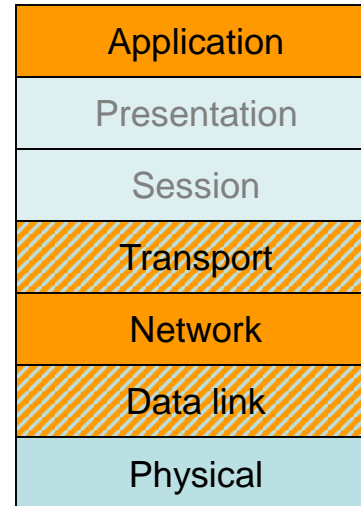 Application
Presentation
Session
Transport
Network
Data link
Physical